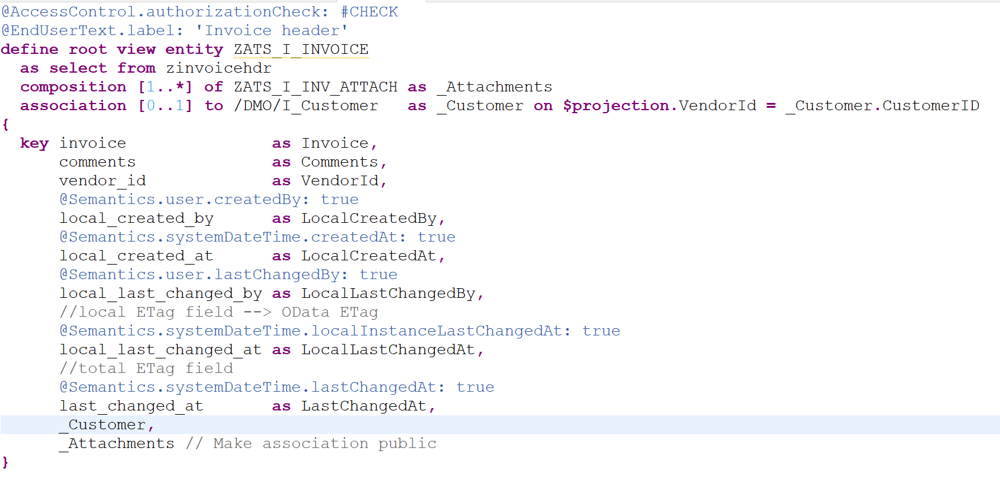 @AccessControl.authorizationCheck: #CHECK
@EndUserText.label: 'Invoice header'
define root view entity ZATS_I_INVOICE
  as select from zinvoicehdr
  composition [1..*] of ZATS_I_INV_ATTACH as _Attachments
  association [0..1] to /DMO/I_Customer   as _Customer on $projection.VendorId = _Customer.CustomerID
{
  key invoice               as Invoice,
      comments              as Comments,
      vendor_id             as VendorId,
      @Semantics.user.createdBy: true
      local_created_by      as LocalCreatedBy,
      @Semantics.systemDateTime.createdAt: true
      local_created_at      as LocalCreatedAt,
      @Semantics.user.lastChangedBy: true
      local_last_changed_by as LocalLastChangedBy,
      //local ETag field --> OData ETag
      @Semantics.systemDateTime.localInstanceLastChangedAt: true
      local_last_changed_at as LocalLastChangedAt,
      //total ETag field
      @Semantics.systemDateTime.lastChangedAt: true
      last_changed_at       as LastChangedAt,
      _Customer,
      _Attachments // Make association public
}